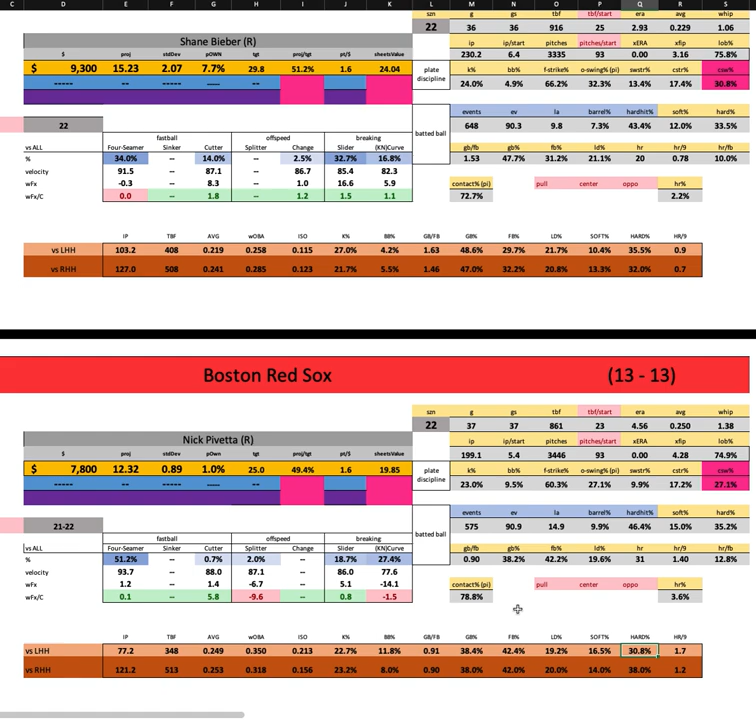 C D E F G H I J K L M N O P Q R S
szn g gs tbf tbf/start era avg whip
22 36 36 916 25 2.93 0.229 1.06
Shane Bieber (R) ip ip/start pitches pitches/start xERA xfip lob%
$ proj stdDev pOWN tgt proj/tgt pt/$ sheetsValue 230.2 6.4 3335 93 0.00 3.16 75.8%
$ 9,300 15.23 2.07 7.7% 29.8 51.2% 1.6 24.04 plate discipline k% bb% f-strike% o-swing% (pi) swstr% cstr% csw%
----- -- -- ---- -- 24.0% 4.9% 66.2% 32.3% 13.4% 17.4% 30.8%
events ev la barrel% hardhit% soft% hard%
22 batted ball 648 90.3 9.8 7.3% 43.4% 12.0% 33.5%
fastball offspeed breaking
vs ALL Four-Seamer Sinker Cutter Splitter Change Slider (KN)Curve gb/fb gb% fb% ld% hr hr/9 hr/fb
% 34.0% -- 14.0% -- 2.5% 32.7% 16.8% 1.53 47.7% 31.2% 21.1% 20 0.78 10.0%
velocity 91.5 -- 87.1 -- 86.7 85.4 82.3
wFx -0.3 -- 8.3 -- 1.0 16.6 5.9 contact% (pi) pull center oppo hr%
wFx/C 0.0 -- 1.8 -- 1.2 1.5 1.1 72.7% 2.2%
IP TBF AVG wOBA ISO K% BB% GB/FB GB% FB% LD% SOFT% HARD% HR/9
vs LHH 103.2 408 0.219 0.258 0.115 27.0% 4.2% 1.63 48.6% 29.7% 21.7% 10.4% 35.5% 0.9
vs RHH 127.0 508 0.241 0.285 0.123 21.7% 5.5% 1.46 47.0% 32.2% 20.8% 13.3% 32.0% 0.7
Boston Red Sox (13 - 13)
szn g gs tbf tbf/start era avg whip
22 37 37 861 23 4.56 0.250 1.38
Nick Pivetta (R) ip ip/start pitches pitches/start xERA xfip lob%
$ proj stdDev pOwn tgt proj/tgt pt/$ sheetsValue 199.1 5.4 3446 93 0.00 4.28 74.9%
$ 7,800 12.32 0.89 1.0% 25.0 49.4% 1.6 19.85 plate discipline k% bb% f-strike% o-swing% (pi) swstr% cstr% csw%
----- -- -- ---- -- 23.0% 9.5% 60.3% 27.1% 9.9% 17.2% 27.1%
events ev la barrel% hardhit% soft% hard%
21-22 batted ball 575 90.9 14.9 9.9% 46.4% 15.0% 35.2%
fastball offspeed breaking
vs ALL Four-Seamer Sinker Cutter Splitter Change Slider (KN)Curve gb/fb gb% fb% ld% hr hr/9 hr/fb
% 51.2% -- 0.7% 2.0% -- 18.7% 27.4% 0.90 38.2% 42.2% 19.6% 31 1.40 12.8%
velocity 93.7 -- 88.0 87.1 -- 86.0 77.6
wFx 1.2 -- 1.4 -6.7 -- 5.1 -14.1 contact% (pi) pull center oppo hr%
wFx/C 0.1 -- 5.8 -9.6 -- 0.8 -1.5 78.8% 3.6%
IP TBF AVG wOBA ISO K% BB% GB/FB GB% FB% LD% SOFT% HARD% HR/9
vs LHH 77.2 348 0.249 0.350 0.213 22.7% 11.8% 0.91 38.4% 42.4% 19.2% 16.5% 30.8% 1.7
vs RHH 121.2 513 0.253 0.318 0.156 23.2% 8.0% 0.90 38.0% 42.0% 20.0% 14.0% 38.0% 1.2